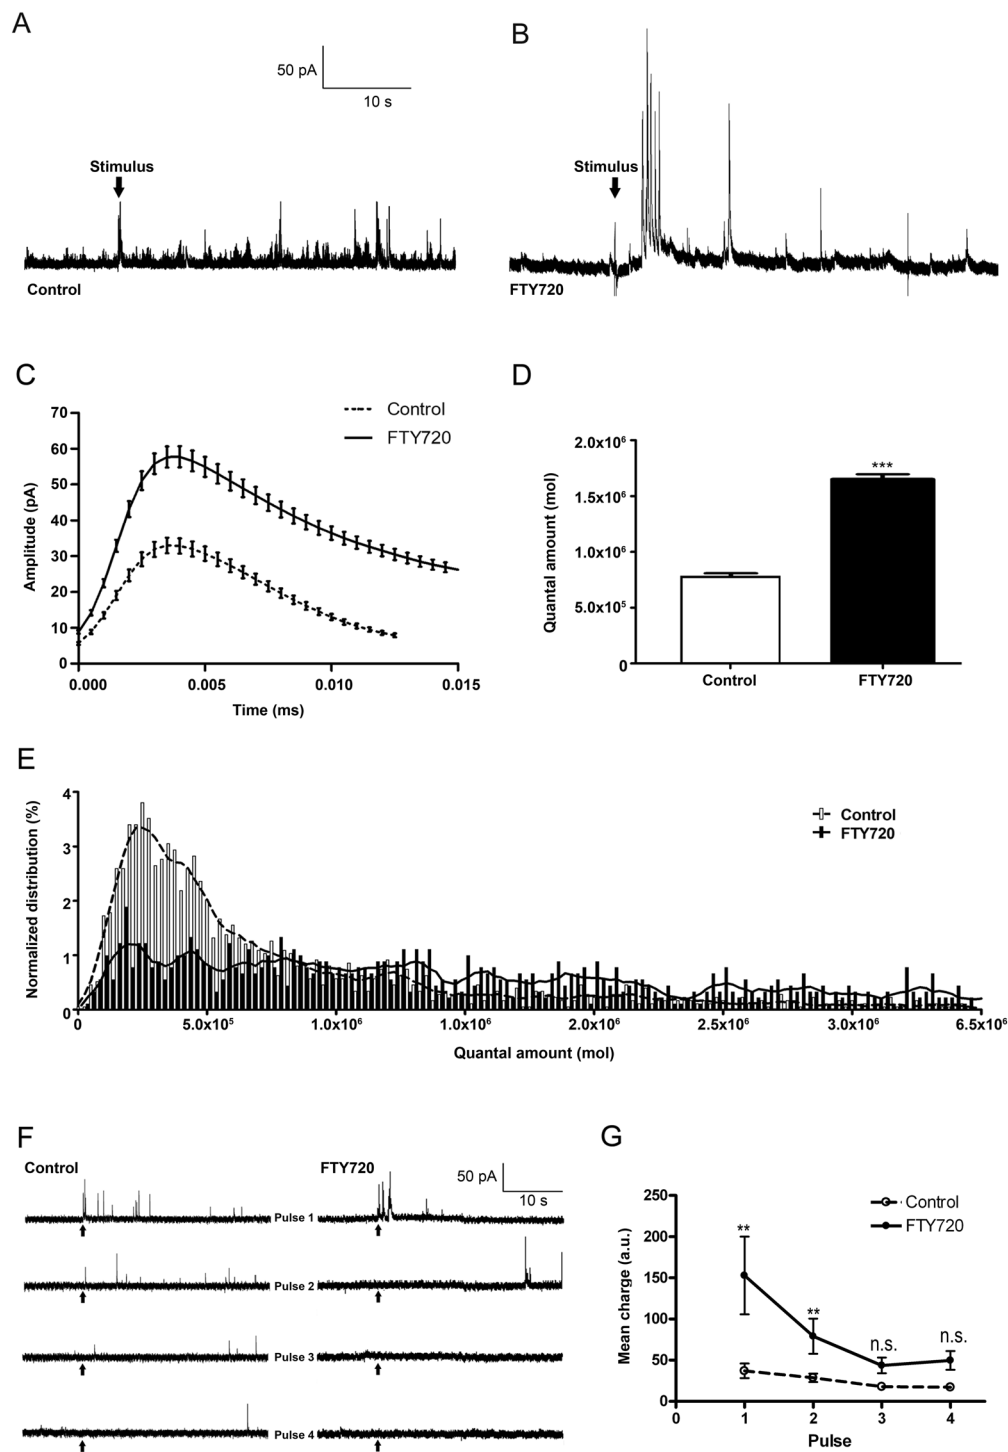 A
B
50 pA
10 s
Stimulus
Stimulus
Control
FTY720
C
D
Control
FTY720
70
60
50
40
30
20
10
0
Amplitude (pA)
0.000
0.005
0.010
0.015
Time (ms)
2.0x10⁶
1.5x10⁶
1.0x10⁶
5.0x10⁵
0
Quantal amount (mol)
***
Control
FTY720
E
4
3
2
1
0
Normalized distribution (%)
Control
FTY720
0
5.0x10⁵
1.0x10⁶
1.0x10⁶
2.0x10⁶
2.5x10⁶
3.0x10⁶
6.5x10⁶
Quantal amount (mol)
F
G
Control
FTY720
50 pA
10 s
Pulse 1
Pulse 2
Pulse 3
Pulse 4
Control
FTY720
250
200
150
100
50
0
Mean charge (a.u.)
**
**
n.s.
n.s.
0
1
2
3
4
Pulse